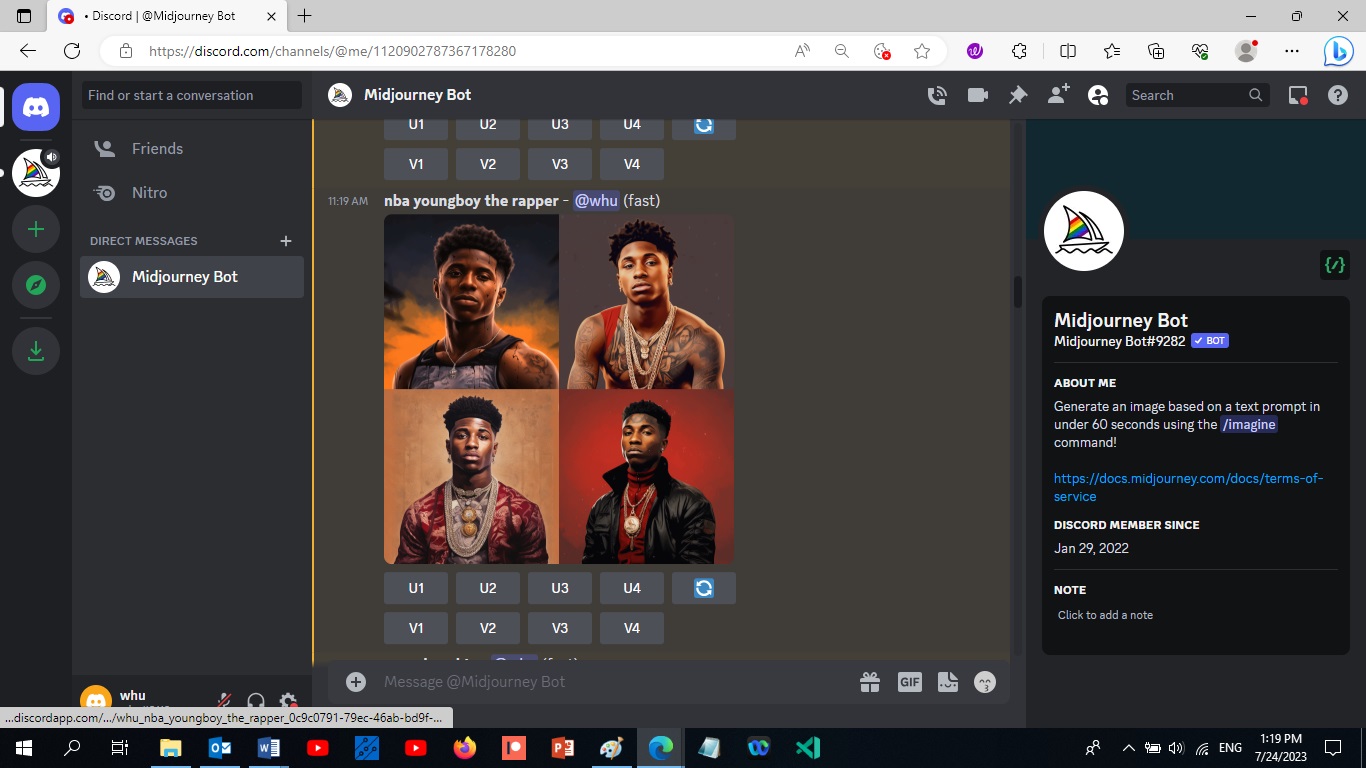 • Discord | @Midjourney Bot
https://discord.com/channels/@me/1120902787367178280
Find or start a conversation
Midjourney Bot
Search
Friends
Nitro
DIRECT MESSAGES
Midjourney Bot
U1 U2 U3 U4
V1 V2 V3 V4
11:19 AM nba youngboy the rapper - @whu (fast)
U1 U2 U3 U4
V1 V2 V3 V4
Message @Midjourney Bot
GIF
Midjourney Bot
Midjourney Bot#9282 ✓ BOT
ABOUT ME
Generate an image based on a text prompt in
under 60 seconds using the /imagine
command!
https://docs.midjourney.com/docs/terms-of-
service
DISCORD MEMBER SINCE
Jan 29, 2022
NOTE
Click to add a note
whu
...discordapp.com/.../whu_nba_youngboy_the_rapper_0c9c0791-79ec-46ab-bd9f-...
ENG
1:19 PM
7/24/2023